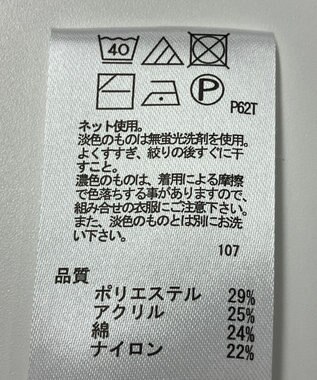 40
P
P62T
ネット使用。
淡色のものは無蛍光洗剤を使用。
よくすすぎ、絞りの後すぐに干
すこと。
濃色のものは、着用による摩擦
で色落ちする事がありますので、
組み合せの衣服にご注意下さい。
また、淡色のものとは別にお洗
い下さい。
107
品質
ポリエステル 29%
アクリル 25%
綿 24%
ナイロン 22%